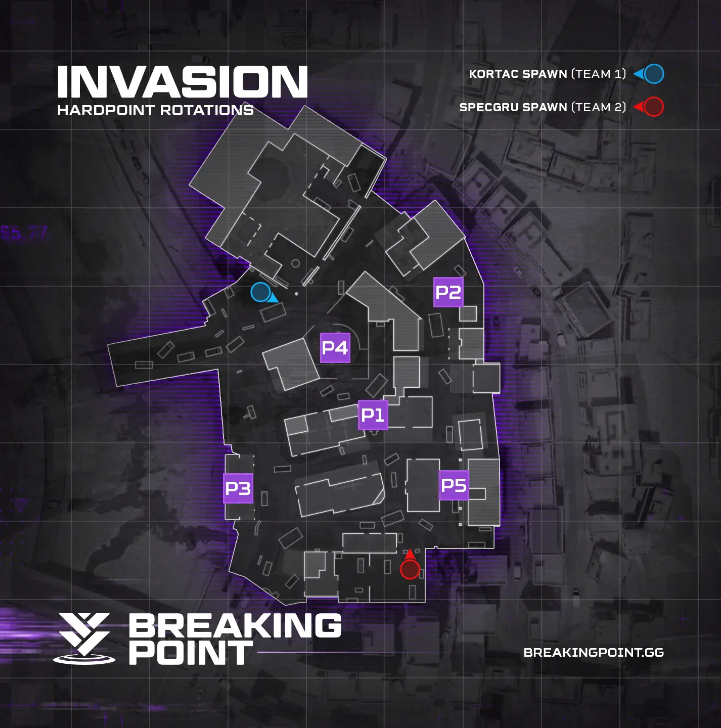 INVASION
HARDPOINT ROTATIONS
KORTAC SPAWN (TEAM 1)
SPECGRU SPAWN (TEAM 2)
P2
P4
P1
P3
P5
BREAKING
POINT
BREAKINGPOINT.GG